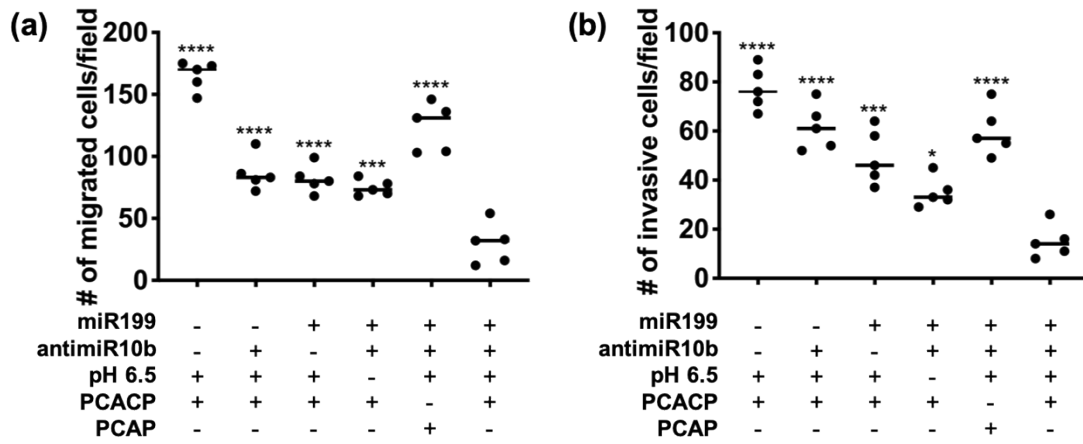 (a)
# of migrated cells/field
200
150
100
50
0
**** **** **** *** ****
miR199 - - + + + +
antimiR10b - + - + + +
pH 6.5 + + + - + +
PCACP + + + + - +
PCAP - - - - + -
(b)
# of invasive cells/field
100
80
60
40
20
0
**** **** *** * ****
miR199 - - + + + +
antimiR10b - + - + + +
pH 6.5 + + + - + +
PCACP + + + + - +
PCAP - - - - + -